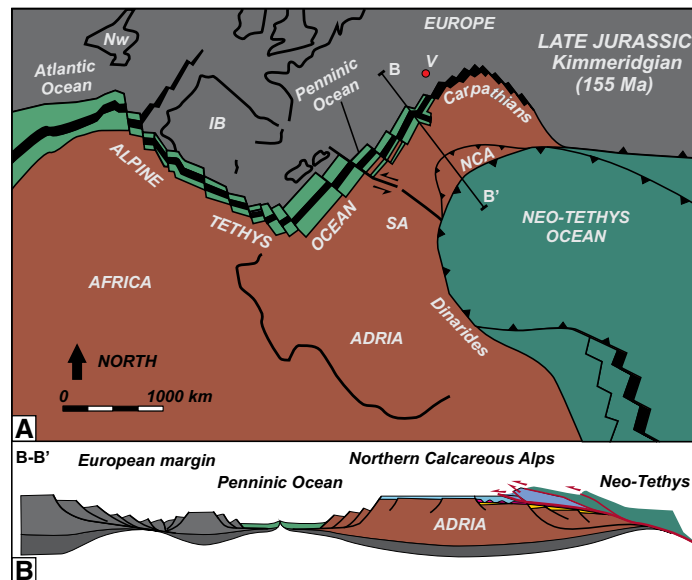 EUROPE
LATE JURASSIC
Kimmeridgian
(155 Ma)
Nw
Atlantic
Ocean
IB
Penninic
Ocean
B
V
Carpathians
NCA
B'
ALPINE
TETHYS
OCEAN
SA
NEO-TETHYS
OCEAN
AFRICA
ADRIA
Dinarides
NORTH
0 1000 km
A
B-B'
European margin
Penninic Ocean
Northern Calcareous Alps
Neo-Tethys
ADRIA
B